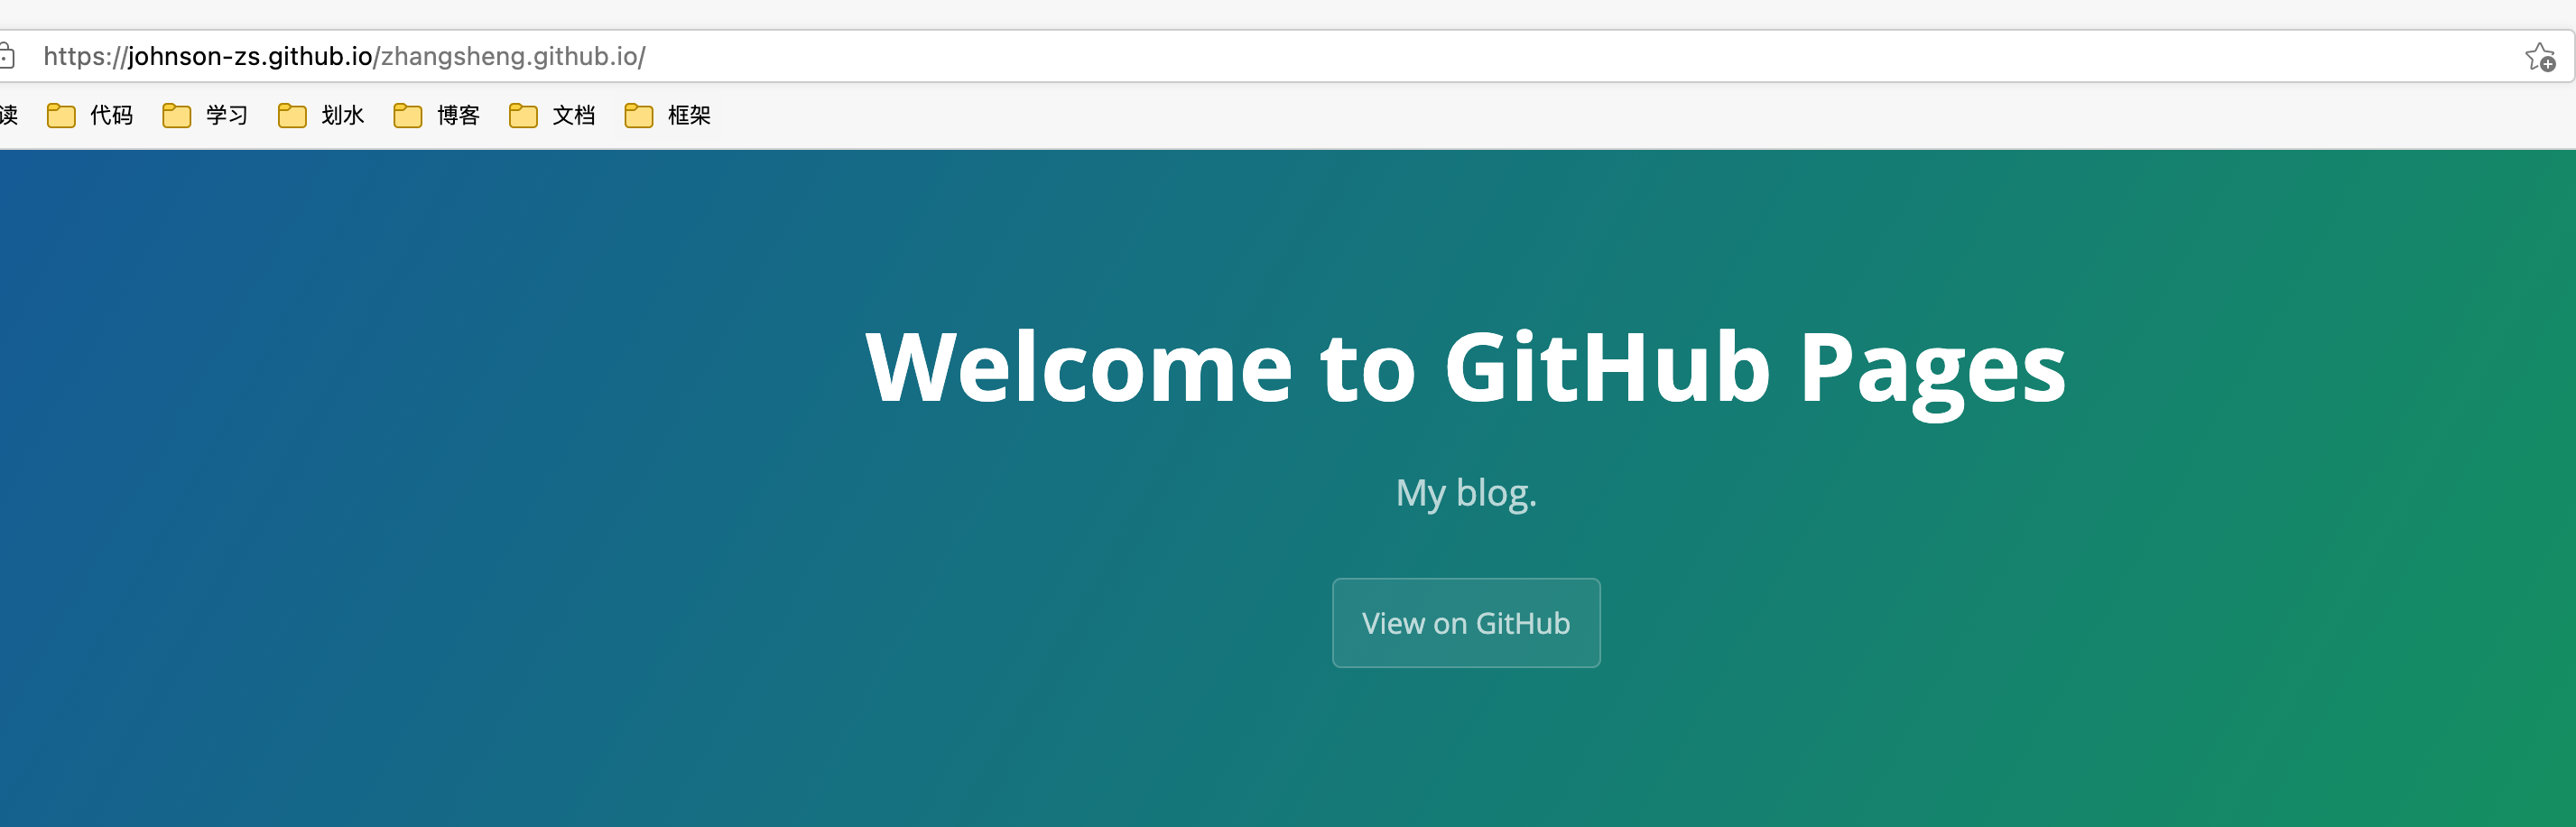 https://johnson-zs.github.io/zhangsheng.github.io/
读 代码 学习 划水 博客 文档 框架
Welcome to GitHub Pages
My blog.
View on GitHub